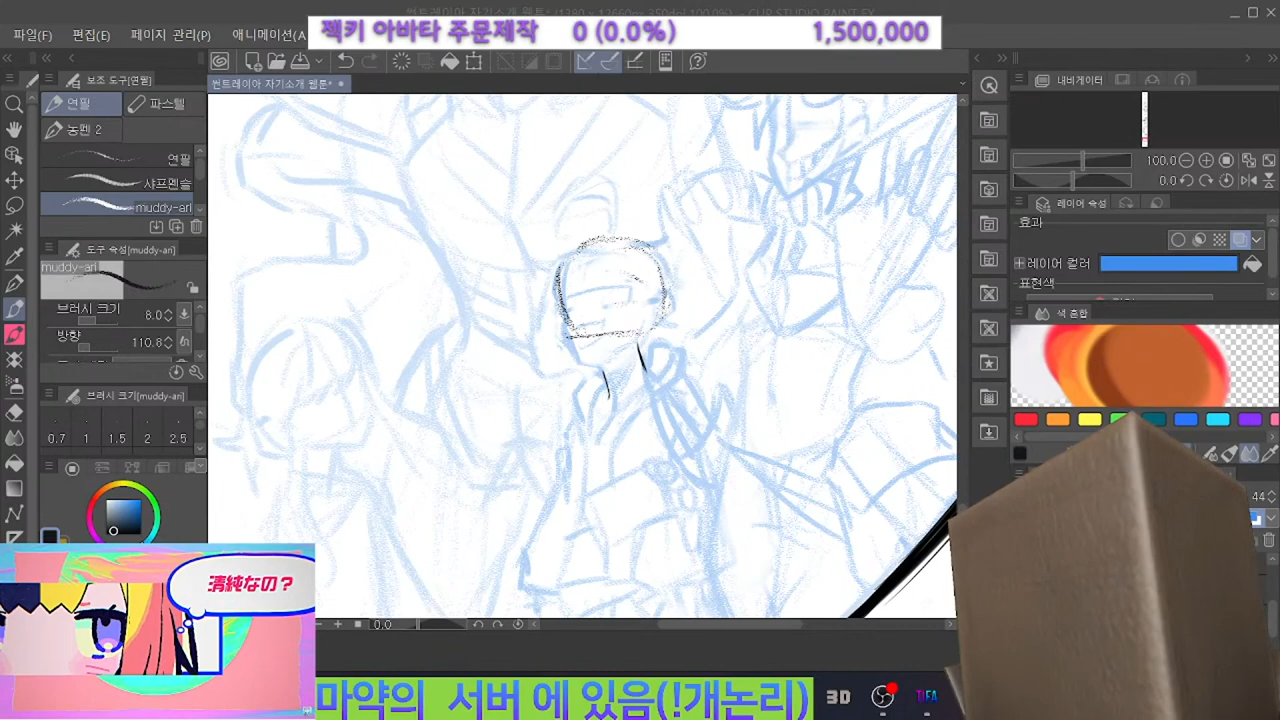 젝키 아바타 주문제작 0 (0.0%) 1,500,000
파일(F) 편집(E) 페이지 관리(P) 애니메이션(A
보조 도구[연필]
썬트레이아 자기소개 웹툰*
내비게이터
연필 파스텔
농펜 2
연필
샤프펜슬
muddy-ari
100.0
0.0
레이어 속성
효과
도구 속성[muddy-ari]
muddy-ari
레이어 컬러
표현색
브러시 크기 8.0
방향 110.8
색 혼합
브러시 크기[muddy-ari]
0.7 1 1.5 2 2.5
44
清純なの?
0.0
마약의 서버 에 있음(!개논리)
3D
TIFA